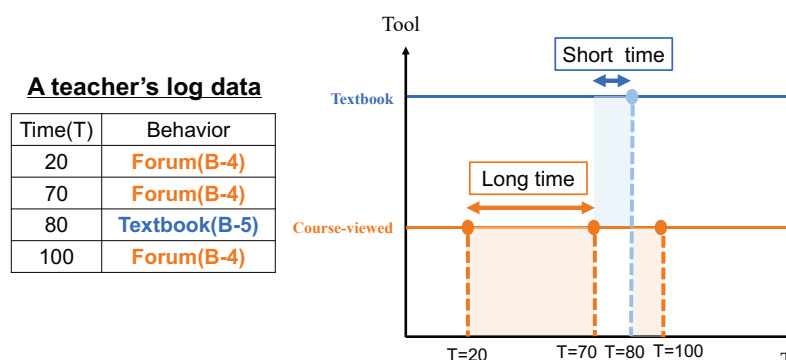 A teacher's log data
Time(T) Behavior
20 Forum(B-4)
70 Forum(B-4)
80 Textbook(B-5)
100 Forum(B-4)
Tool
Short time
Textbook
Long time
Course-viewed
T=20 T=70 T=80 T=100